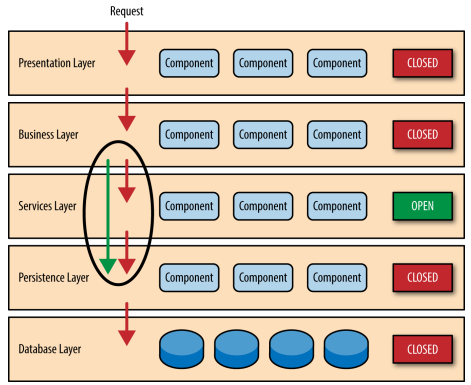 Request
Presentation Layer Component Component Component CLOSED
Business Layer Component Component Component CLOSED
Services Layer Component Component Component OPEN
Persistence Layer Component Component Component CLOSED
Database Layer CLOSED